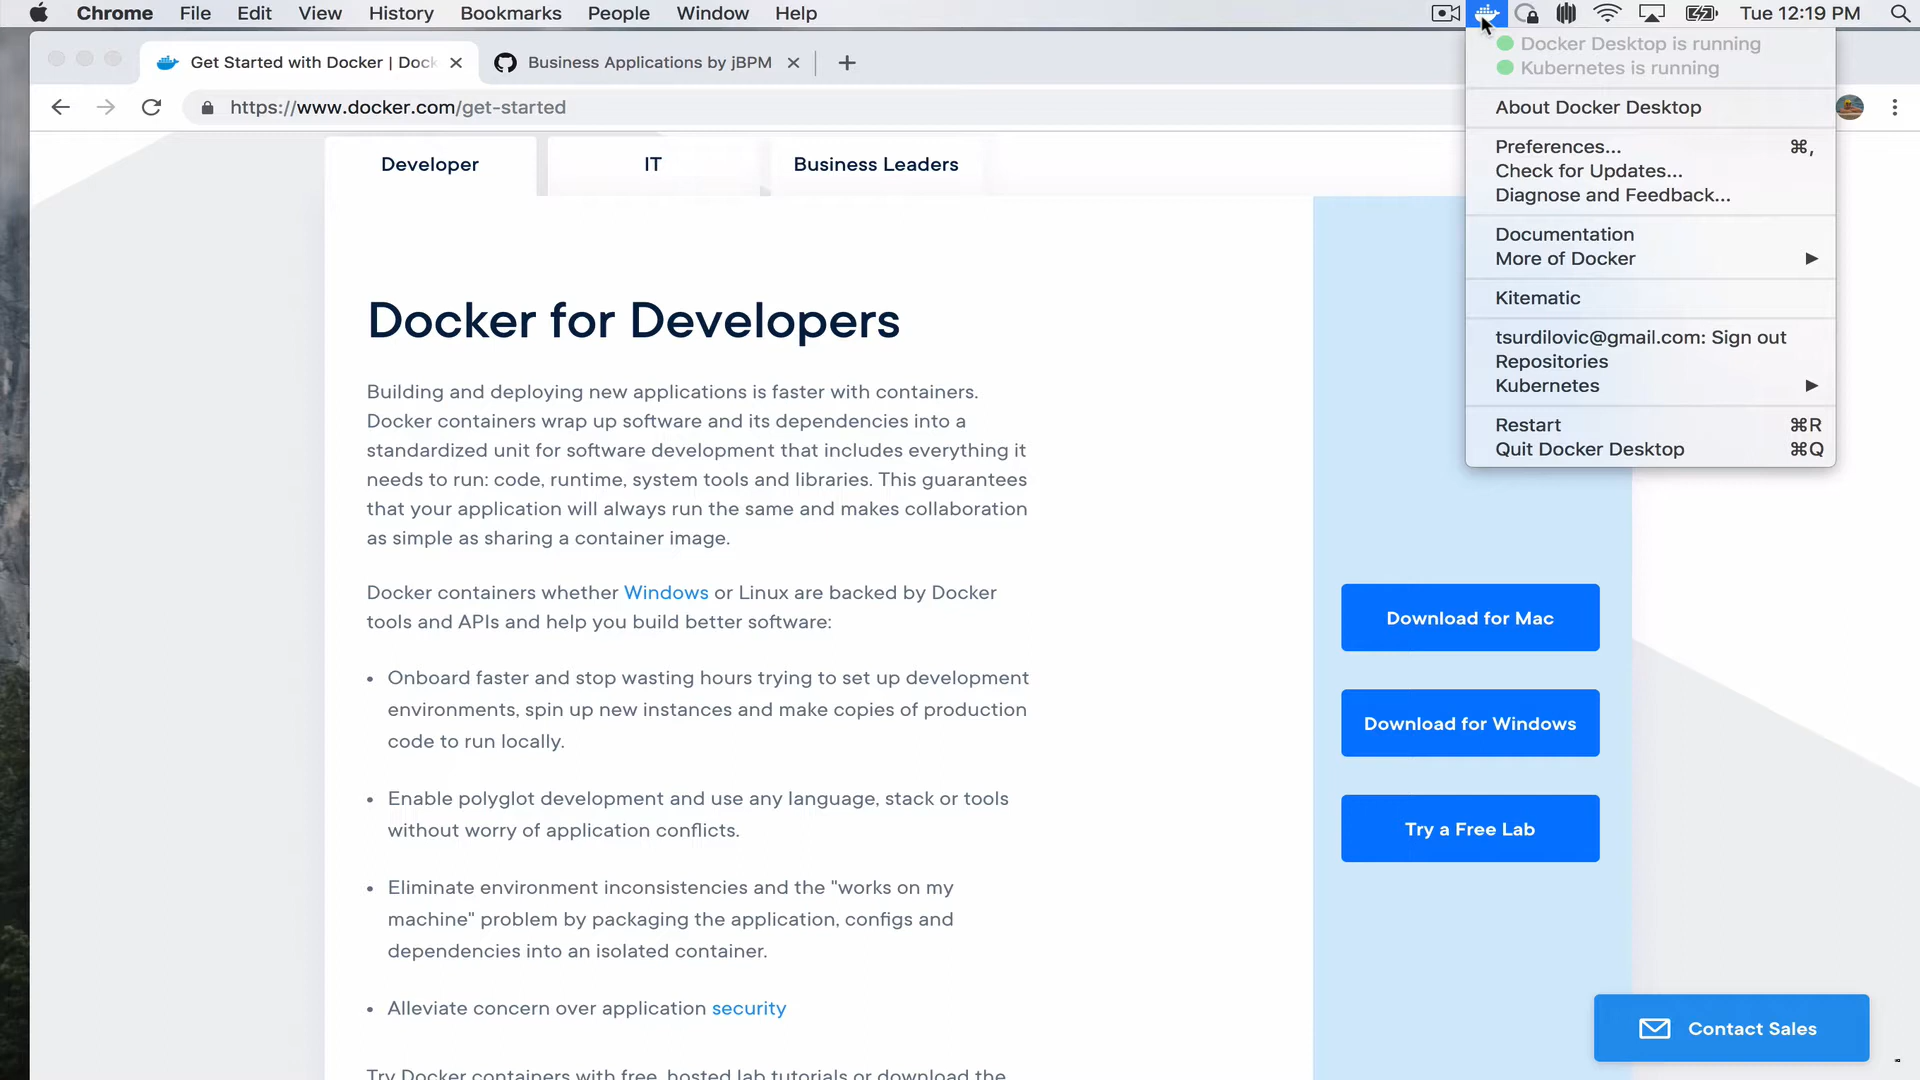 Chrome File Edit View History Bookmarks People Window Help Tue 12:19 PM
Get Started with Docker | Dock
Business Applications by jBPM
https://www.docker.com/get-started
Docker Desktop is running
Kubernetes is running
About Docker Desktop
Preferences... ⌘,
Check for Updates...
Diagnose and Feedback...
Documentation
More of Docker
Kitematic
tsurdilovic@gmail.com: Sign out
Repositories
Kubernetes
Restart ⌘R
Quit Docker Desktop ⌘Q
Developer
IT
Business Leaders
Docker for Developers
Building and deploying new applications is faster with containers.
Docker containers wrap up software and its dependencies into a
standardized unit for software development that includes everything it
needs to run: code, runtime, system tools and libraries. This guarantees
that your application will always run the same and makes collaboration
as simple as sharing a container image.
Docker containers whether Windows or Linux are backed by Docker
tools and APIs and help you build better software:
• Onboard faster and stop wasting hours trying to set up development
environments, spin up new instances and make copies of production
code to run locally.
• Enable polyglot development and use any language, stack or tools
without worry of application conflicts.
• Eliminate environment inconsistencies and the "works on my
machine" problem by packaging the application, configs and
dependencies into an isolated container.
• Alleviate concern over application security
Try Docker containers with free, hosted lab tutorials or download the
Download for Mac
Download for Windows
Try a Free Lab
Contact Sales